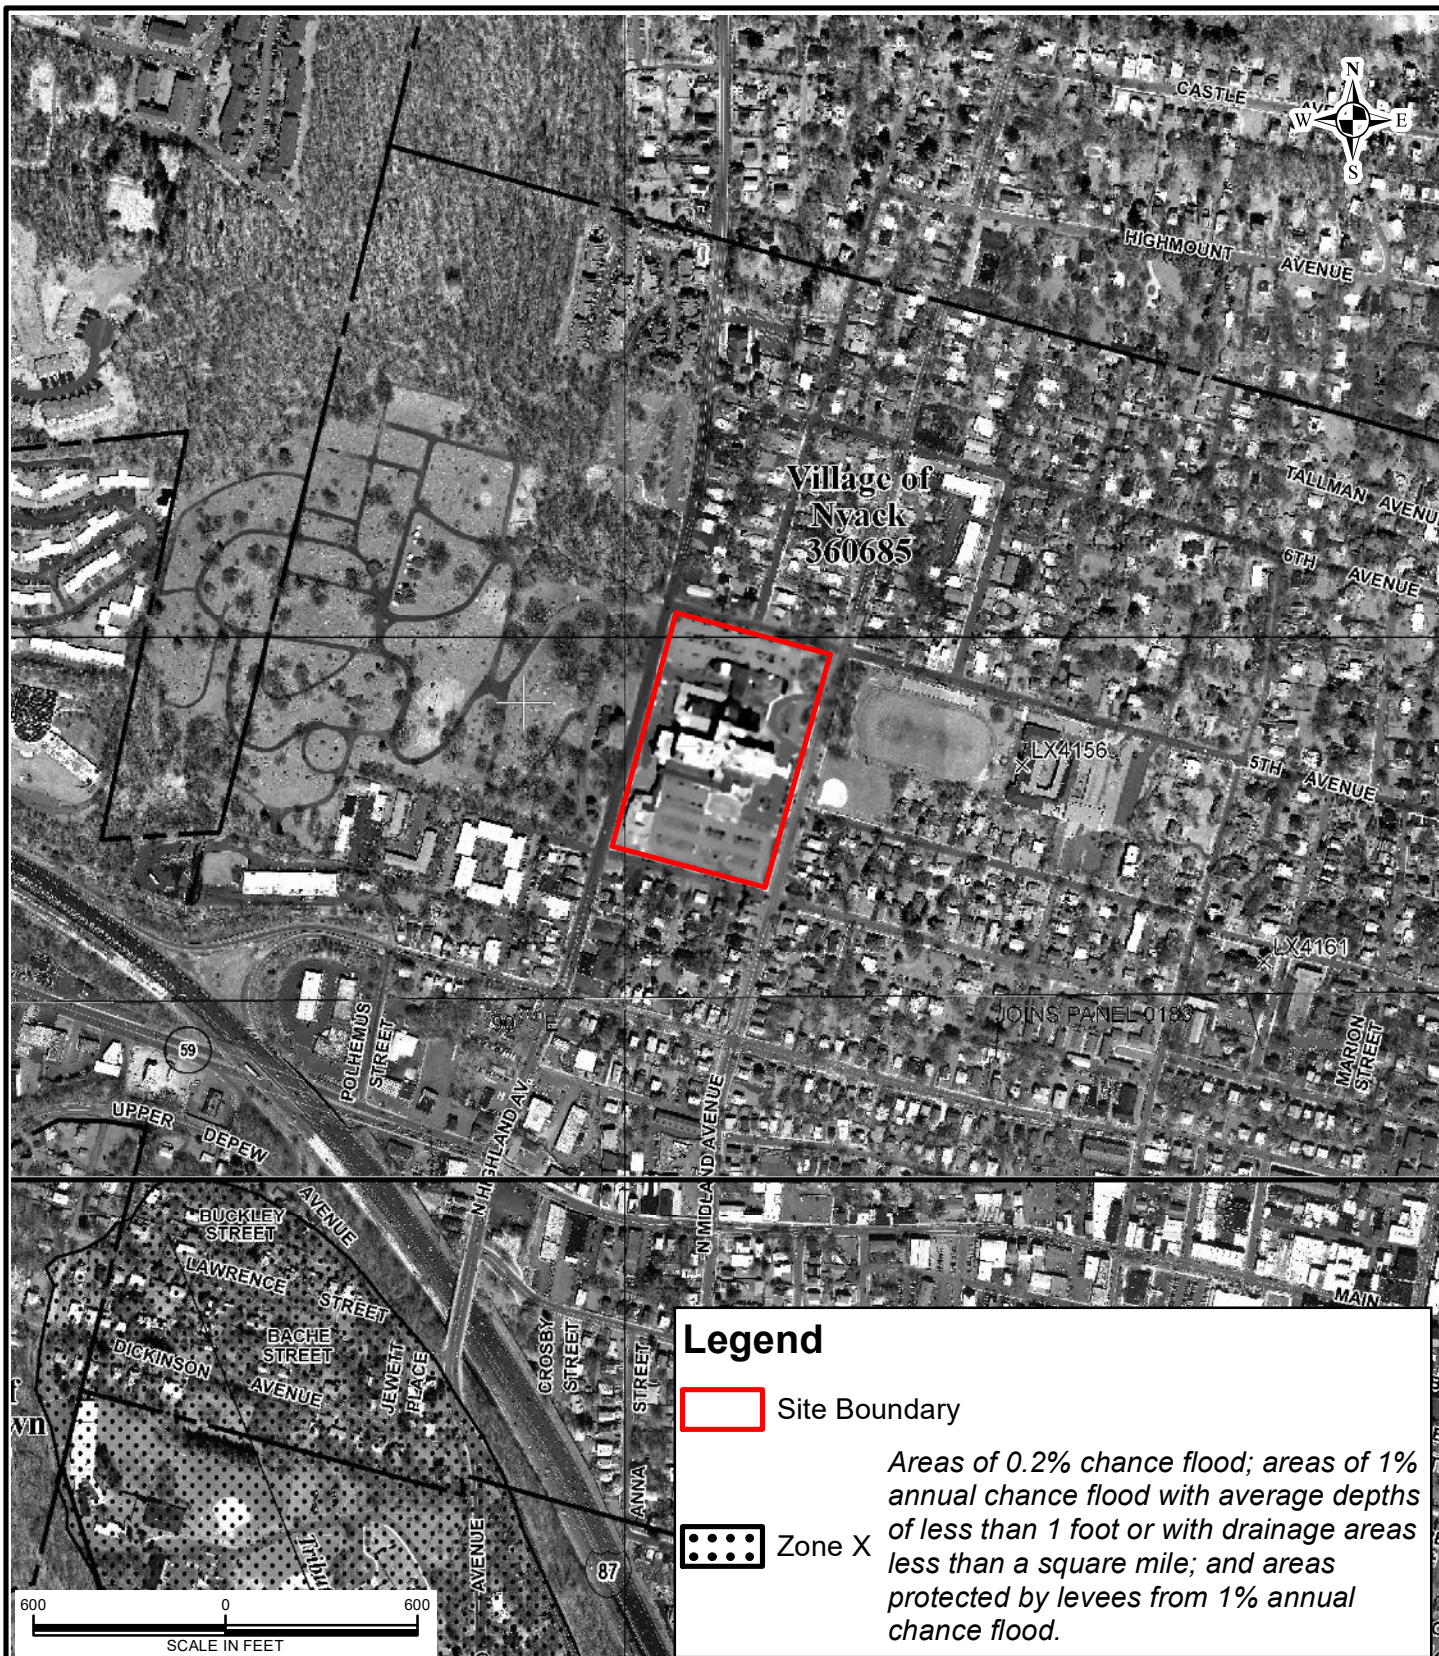 N
W
E
S
CASTLE
HIGHMOUNT AVENUE
Village of
Nyack
360685
TALLMAN AVENUE
6TH AVENUE
LX4156
5TH AVENUE
LX4161
JOINS PANEL 0183
MARION
STREET
59
POLHEMUS
STREET
UPPER DEPEW
AVENUE
N HIGHLAND AV.
N MIDLAND AVENUE
BUCKLEY
STREET
LAWRENCE STREET
BACHE
STREET
DICKINSON AVENUE
JEWETT
PLACE
CROSBY
STREET
ANNA STREET
MAIN
AVENUE
87
600 0 600
SCALE IN FEET
Legend
Site Boundary
Zone X
Areas of 0.2% chance flood; areas of 1%
annual chance flood with average depths
of less than 1 foot or with drainage areas
less than a square mile; and areas
protected by levees from 1% annual
chance flood.